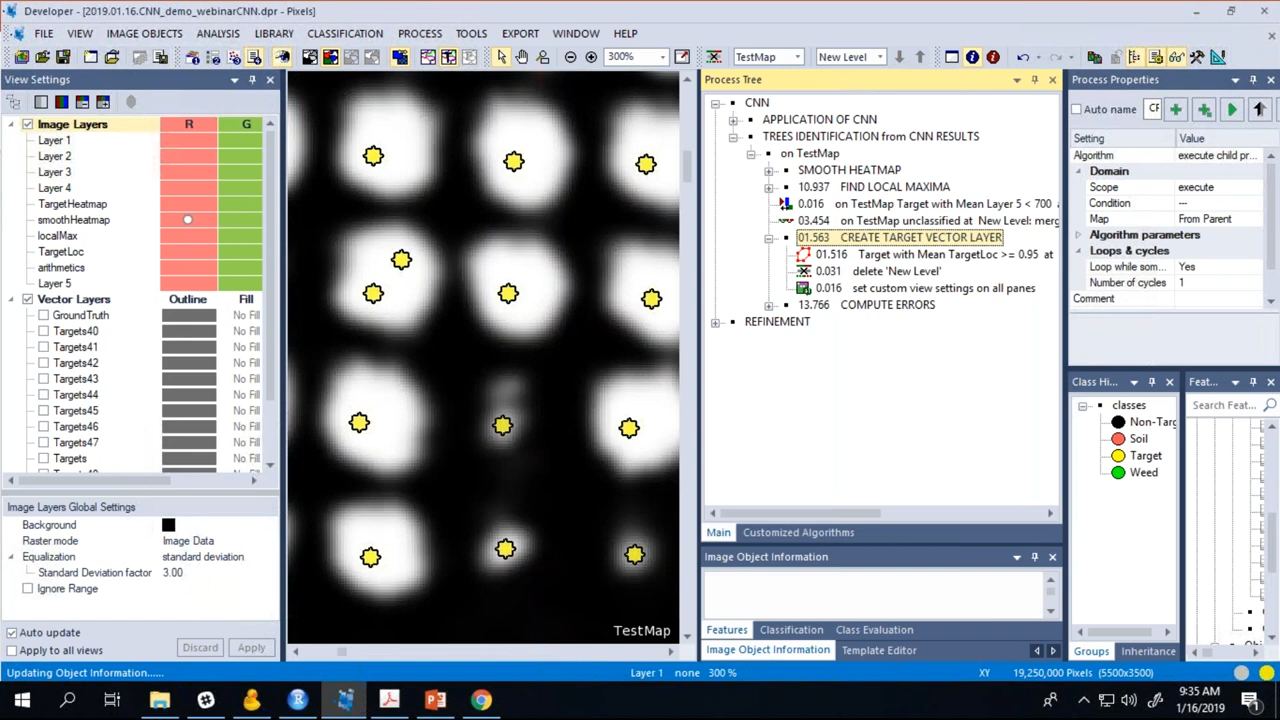 Developer - [2019.01.16.CNN_demo_webinarCNN.dpr - Pixels]
FILE VIEW IMAGE OBJECTS ANALYSIS LIBRARY CLASSIFICATION PROCESS TOOLS EXPORT WINDOW HELP
300% TestMap New Level
View Settings
Image Layers R G
Layer 1
Layer 2
Layer 3
Layer 4
TargetHeatmap
smoothHeatmap
localMax
TargetLoc
arithmetics
Layer 5
Vector Layers Outline Fill
GroundTruth No Fill
Targets40 No Fill
Targets41 No Fill
Targets42 No Fill
Targets43 No Fill
Targets44 No Fill
Targets45 No Fill
Targets46 No Fill
Targets47 No Fill
Targets No Fill
Image Layers Global Settings
Background
Raster mode Image Data
Equalization standard deviation
Standard Deviation factor 3.00
Ignore Range
Auto update
Apply to all views
Discard Apply
TestMap
Process Tree
CNN
APPLICATION OF CNN
TREES IDENTIFICATION from CNN RESULTS
on TestMap
SMOOTH HEATMAP
10.937 FIND LOCAL MAXIMA
0.016 on TestMap Target with Mean Layer 5 < 700 a
03.454 on TestMap unclassified at New Level: merg
01.563 CREATE TARGET VECTOR LAYER
01.516 Target with Mean TargetLoc >= 0.95 at
0.031 delete 'New Level'
0.016 set custom view settings on all panes
13.766 COMPUTE ERRORS
REFINEMENT
Main Customized Algorithms
Image Object Information
Features Classification Class Evaluation
Image Object Information Template Editor
Process Properties
Auto name CF
Setting Value
Algorithm execute child pr...
Domain
Scope execute
Condition ---
Map From Parent
Algorithm parameters
Loops & cycles
Loop while som... Yes
Number of cycles 1
Comment
Class Hi...
classes
Non-Targ
Soil
Target
Weed
Groups Inheritance
Feat...
Search Feat...
Updating Object Information...... Layer 1 none 300 % XY 19,250,000 Pixels (5500x3500)
9:35 AM
1/16/2019